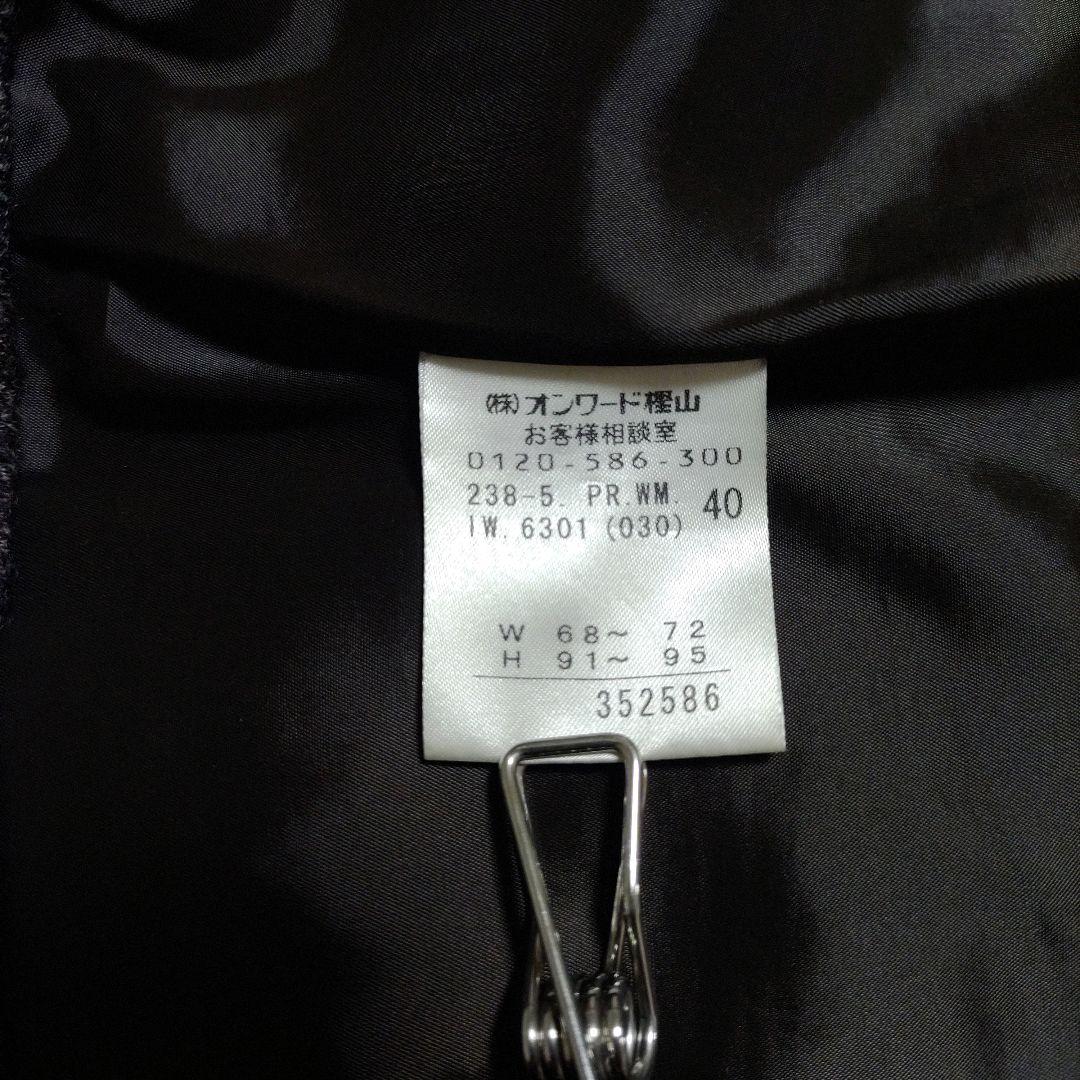 (株)オンワード樫山
お客様相談室
0120-586-300
238-5. PR.WM. 40
IW. 6301 (030)
W 68～ 72
H 91～ 95
352586